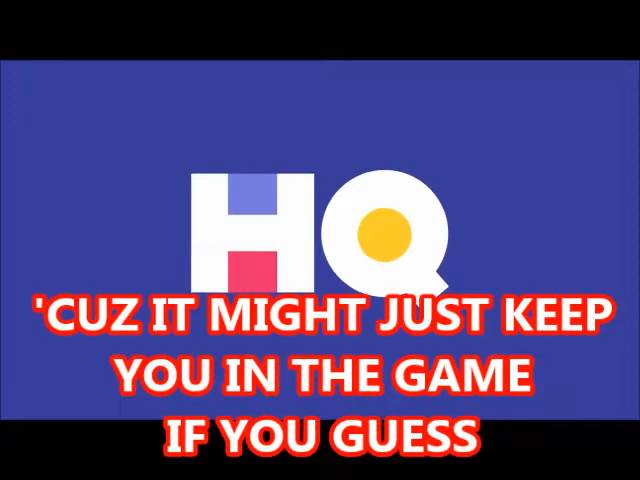 HQ
'CUZ IT MIGHT JUST KEEP
YOU IN THE GAME
IF YOU GUESS